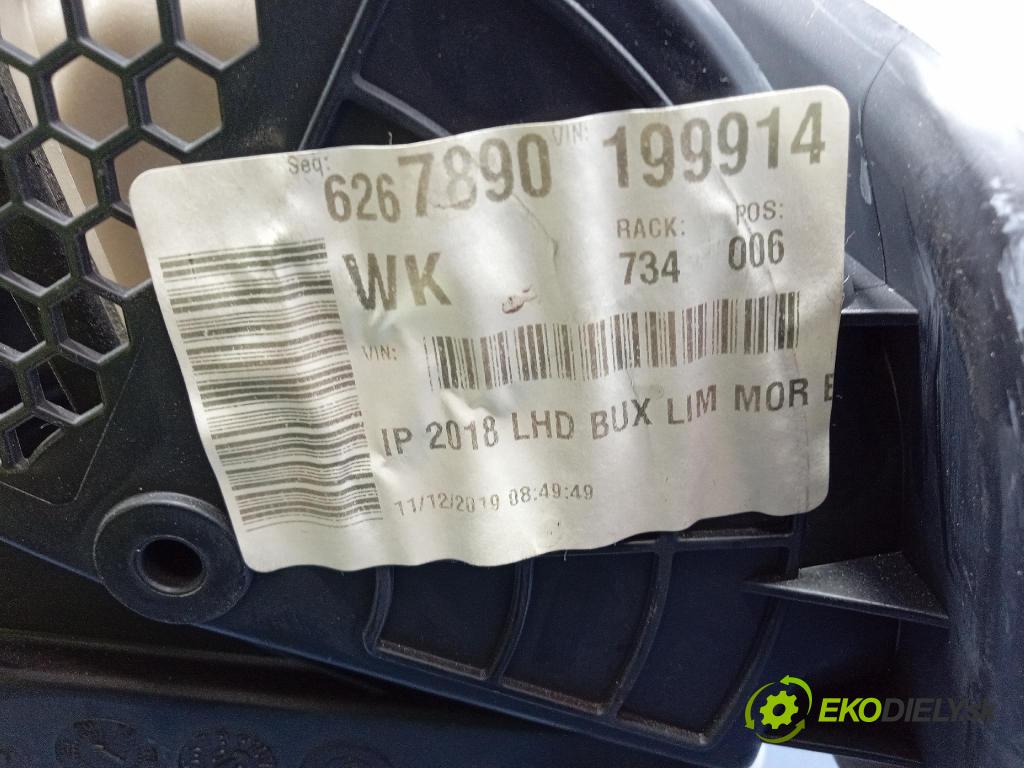 Seq: 6267890 VIN: 199914
WK RACK: 734 POS: 006
VIN:
IP 2018 LHD BUX LIM MOR
11/12/2019 08:49:49
EKODIELY.SK